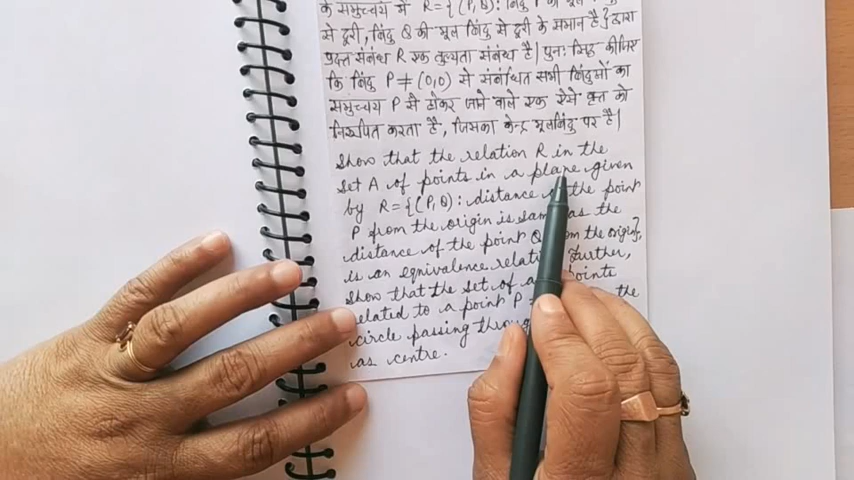 के समुच्चय में R = { (P, Q): बिंदु P की मूल बिंदु
से दूरी, बिंदु Q की मूल बिंदु से दूरी के समान है} द्वारा
प्रदत्त संबंध R एक तुल्यता संबंध है| पुनः सिद्ध कीजिए
कि बिंदु P ≠ (0,0) से संबंधित सभी बिंदुओं का
समुच्चय P से होकर जाने वाले एक ऐसे वृत्त को
निरूपित करता है, जिसका केन्द्र मूलबिंदु पर है|
Show that the relation R in the
set A of points in a plane given
by R = { (P, Q): distance the point
P from the origin is same as the
distance of the point Q from the origin}
is an equivalence Further,
show that the set of points
related to a point P the
circle passing
as centre.